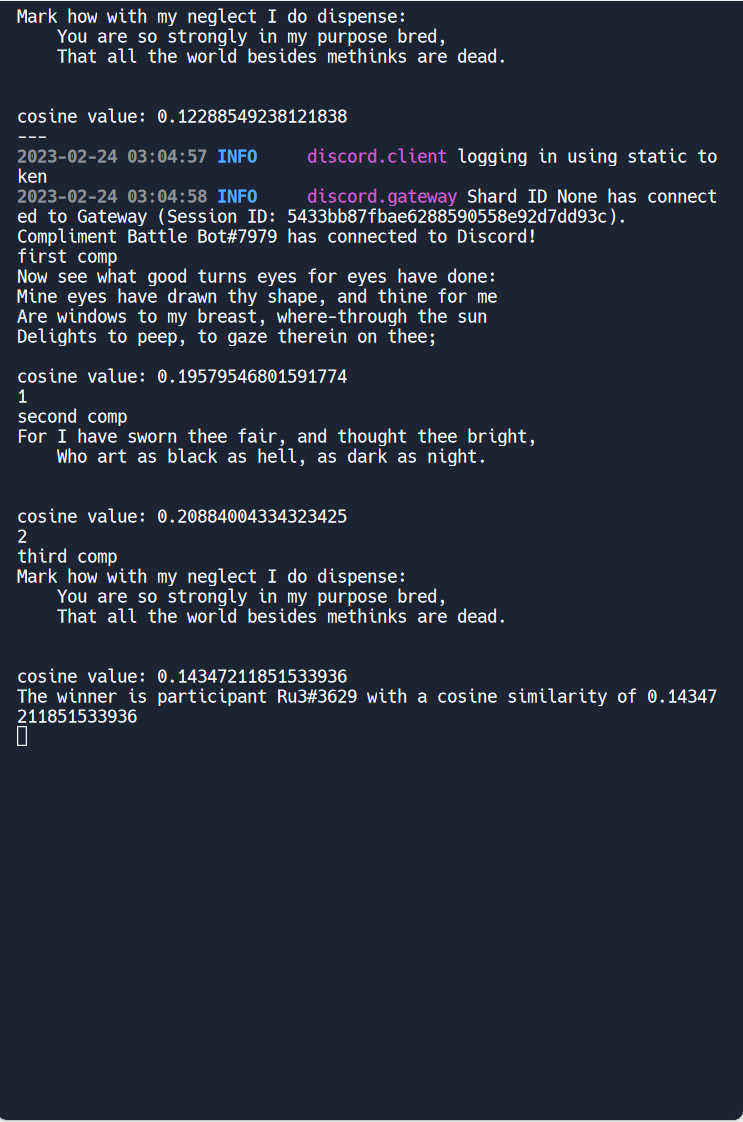 Mark how with my neglect I do dispense:
    You are so strongly in my purpose bred,
    That all the world besides methinks are dead.
cosine value: 0.12288549238121838
---
2023-02-24 03:04:57 INFO     discord.client logging in using static to
ken
2023-02-24 03:04:58 INFO     discord.gateway Shard ID None has connect
ed to Gateway (Session ID: 5433bb87fbae6288590558e92d7dd93c).
Compliment Battle Bot#7979 has connected to Discord!
first comp
Now see what good turns eyes for eyes have done:
Mine eyes have drawn thy shape, and thine for me
Are windows to my breast, where-through the sun
Delights to peep, to gaze therein on thee;
cosine value: 0.19579546801591774
1
second comp
For I have sworn thee fair, and thought thee bright,
    Who art as black as hell, as dark as night.
cosine value: 0.20884004334323425
2
third comp
Mark how with my neglect I do dispense:
    You are so strongly in my purpose bred,
    That all the world besides methinks are dead.
cosine value: 0.14347211851533936
The winner is participant Ru3#3629 with a cosine similarity of 0.14347
211851533936